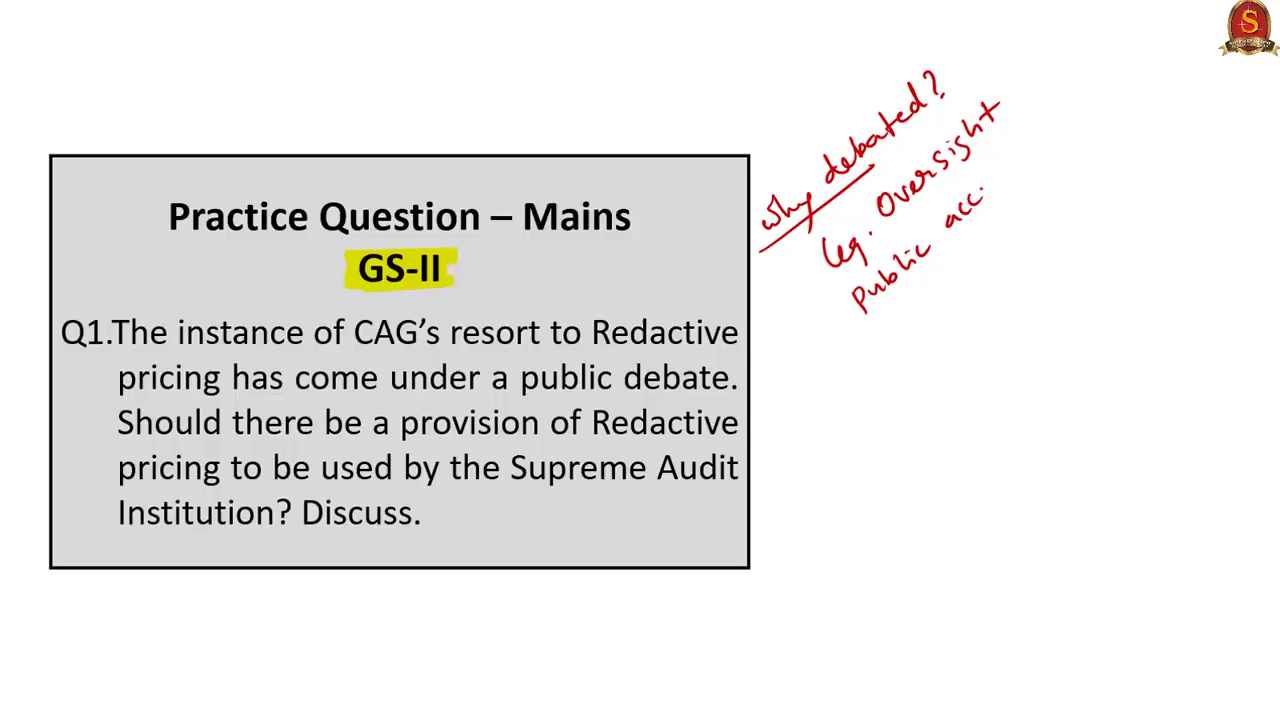 Practice Question – Mains
GS-II
Q1.The instance of CAG's resort to Redactive
pricing has come under a public debate.
Should there be a provision of Redactive
pricing to be used by the Supreme Audit
Institution? Discuss.
Why debated?
Leg. Oversight
Public acc.
S